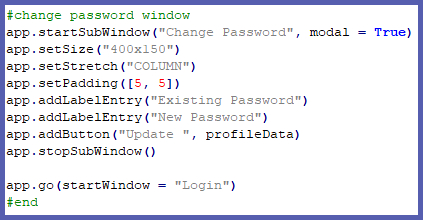 #change password window
app.startSubWindow("Change Password", modal = True)
app.setSize("400x150")
app.setStretch("COLUMN")
app.setPadding([5, 5])
app.addLabelEntry("Existing Password")
app.addLabelEntry("New Password")
app.addButton("Update ", profileData)
app.stopSubWindow()

app.go(startWindow = "Login")
#end